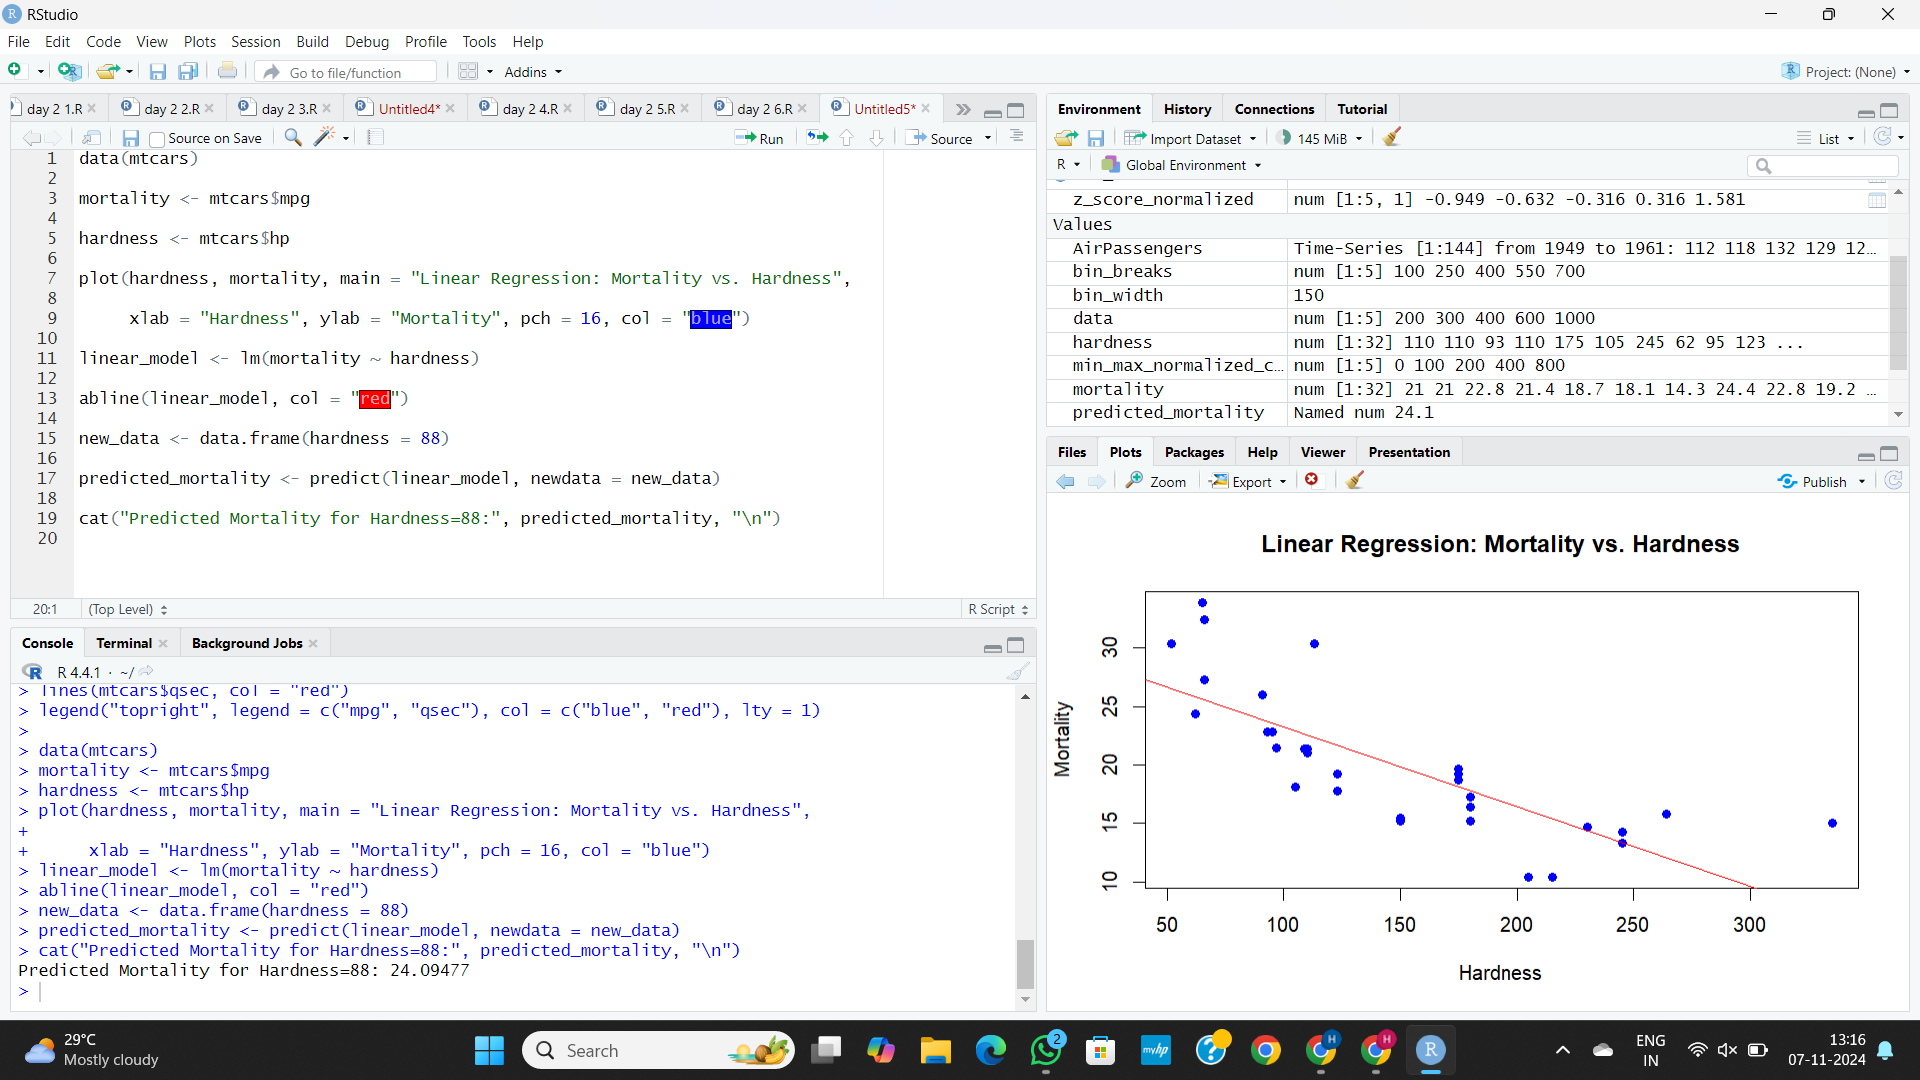 RStudio
File Edit Code View Plots Session Build Debug Profile Tools Help
Go to file/function Addins Project: (None)
day 2 1.R day 2 2.R day 2 3.R Untitled4* day 2 4.R day 2 5.R day 2 6.R Untitled5*
Source on Save Run Source
1 data(mtcars)
2
3 mortality <- mtcars$mpg
4
5 hardness <- mtcars$hp
6
7 plot(hardness, mortality, main = "Linear Regression: Mortality vs. Hardness",
8
9 xlab = "Hardness", ylab = "Mortality", pch = 16, col = "blue")
10
11 linear_model <- lm(mortality ~ hardness)
12
13 abline(linear_model, col = "red")
14
15 new_data <- data.frame(hardness = 88)
16
17 predicted_mortality <- predict(linear_model, newdata = new_data)
18
19 cat("Predicted Mortality for Hardness=88:", predicted_mortality, "\n")
20
20:1 (Top Level) R Script
Console Terminal Background Jobs
R 4.4.1 · ~/
> lines(mtcars$qsec, col = "red")
> legend("topright", legend = c("mpg", "qsec"), col = c("blue", "red"), lty = 1)
>
> data(mtcars)
> mortality <- mtcars$mpg
> hardness <- mtcars$hp
> plot(hardness, mortality, main = "Linear Regression: Mortality vs. Hardness",
+
+ xlab = "Hardness", ylab = "Mortality", pch = 16, col = "blue")
> linear_model <- lm(mortality ~ hardness)
> abline(linear_model, col = "red")
> new_data <- data.frame(hardness = 88)
> predicted_mortality <- predict(linear_model, newdata = new_data)
> cat("Predicted Mortality for Hardness=88:", predicted_mortality, "\n")
Predicted Mortality for Hardness=88: 24.09477
>
Environment History Connections Tutorial
Import Dataset 145 MiB List
R Global Environment
z_score_normalized num [1:5, 1] -0.949 -0.632 -0.316 0.316 1.581
Values
AirPassengers Time-Series [1:144] from 1949 to 1961: 112 118 132 129 12…
bin_breaks num [1:5] 100 250 400 550 700
bin_width 150
data num [1:5] 200 300 400 600 1000
hardness num [1:32] 110 110 93 110 175 105 245 62 95 123 ...
min_max_normalized_c… num [1:5] 0 100 200 400 800
mortality num [1:32] 21 21 22.8 21.4 18.7 18.1 14.3 24.4 22.8 19.2 …
predicted_mortality Named num 24.1
Files Plots Packages Help Viewer Presentation
Zoom Export Publish
Linear Regression: Mortality vs. Hardness
Mortality
30
25
20
15
10
50 100 150 200 250 300
Hardness
29°C
Mostly cloudy
Search
2
myhp
H
H
R
ENG
IN
13:16
07-11-2024